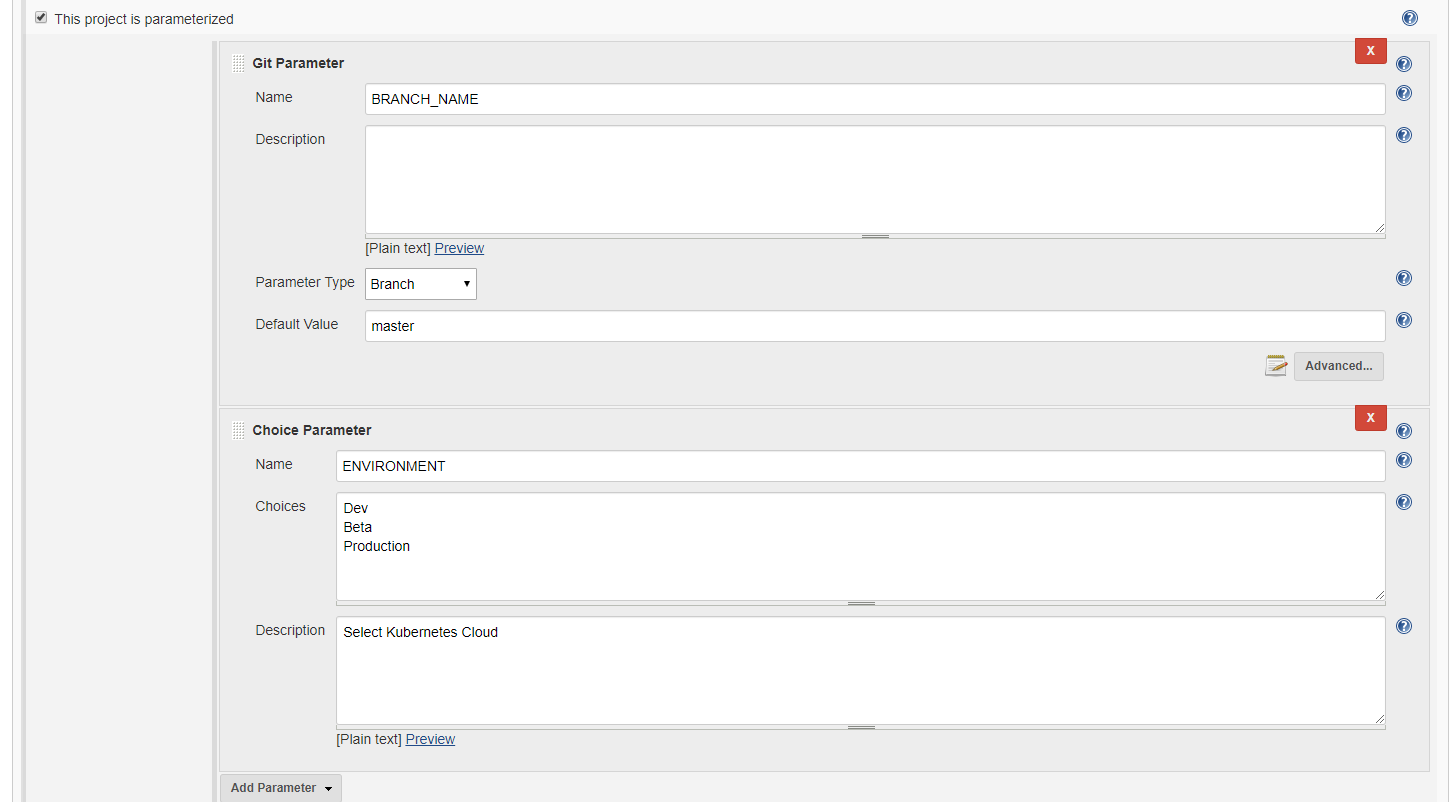 This project is parameterized
Git Parameter
X
Name
BRANCH_NAME
Description
[Plain text] Preview
Parameter Type
Branch
Default Value
master
Advanced...
Choice Parameter
X
Name
ENVIRONMENT
Choices
Dev
Beta
Production
Description
Select Kubernetes Cloud
[Plain text] Preview
Add Parameter